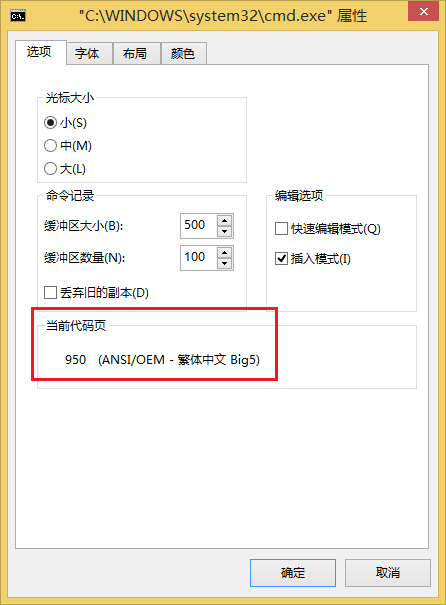 "C:\WINDOWS\system32\cmd.exe" 属性
选项 字体 布局 颜色
光标大小
小(S)
中(M)
大(L)
命令记录 编辑选项
缓冲区大小(B): 500 快速编辑模式(Q)
缓冲区数量(N): 100 插入模式(I)
丢弃旧的副本(D)
当前代码页
950 (ANSI/OEM - 繁体中文 Big5)
确定 取消